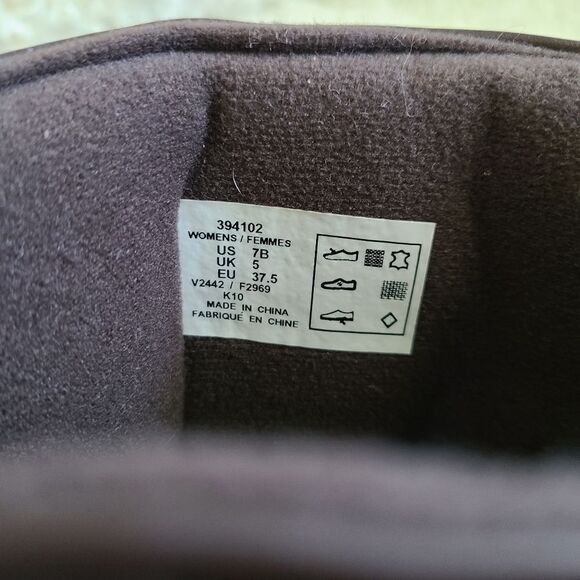 394102
WOMENS / FEMMES
US 7B
UK 5
EU 37.5
V2442 / F2969
K10
MADE IN CHINA
FABRIQUE EN CHINE